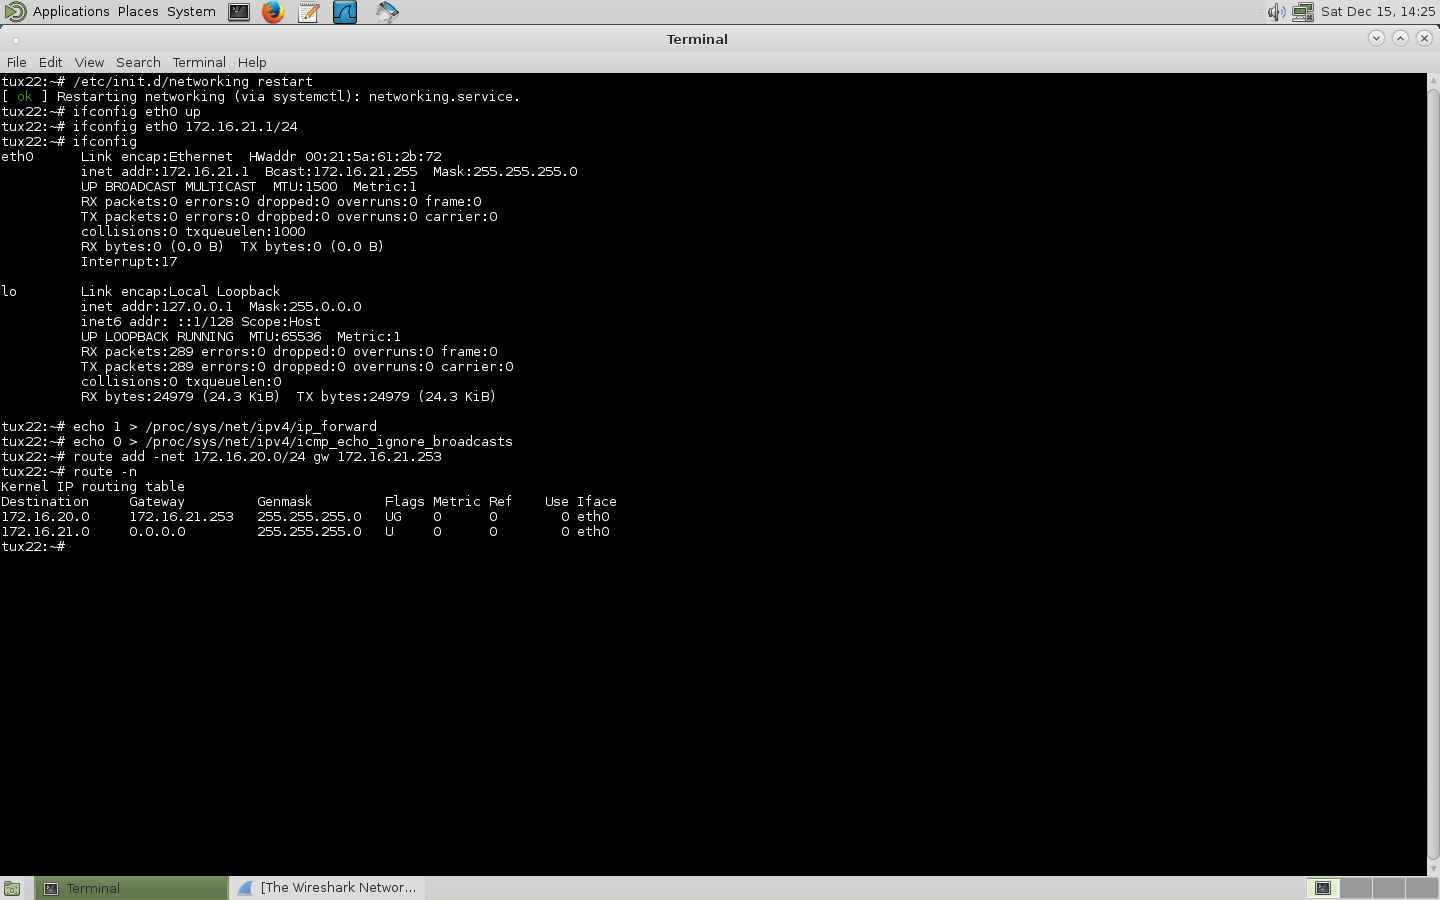 Applications Places System
Sat Dec 15, 14:25
Terminal
File Edit View Search Terminal Help
tux22:~# /etc/init.d/networking restart
[ ok ] Restarting networking (via systemctl): networking.service.
tux22:~# ifconfig eth0 up
tux22:~# ifconfig eth0 172.16.21.1/24
tux22:~# ifconfig
eth0      Link encap:Ethernet  HWaddr 00:21:5a:61:2b:72
          inet addr:172.16.21.1  Bcast:172.16.21.255  Mask:255.255.255.0
          UP BROADCAST MULTICAST  MTU:1500  Metric:1
          RX packets:0 errors:0 dropped:0 overruns:0 frame:0
          TX packets:0 errors:0 dropped:0 overruns:0 carrier:0
          collisions:0 txqueuelen:1000
          RX bytes:0 (0.0 B)  TX bytes:0 (0.0 B)
          Interrupt:17
lo        Link encap:Local Loopback
          inet addr:127.0.0.1  Mask:255.0.0.0
          inet6 addr: ::1/128 Scope:Host
          UP LOOPBACK RUNNING  MTU:65536  Metric:1
          RX packets:289 errors:0 dropped:0 overruns:0 frame:0
          TX packets:289 errors:0 dropped:0 overruns:0 carrier:0
          collisions:0 txqueuelen:0
          RX bytes:24979 (24.3 KiB)  TX bytes:24979 (24.3 KiB)
tux22:~# echo 1 > /proc/sys/net/ipv4/ip_forward
tux22:~# echo 0 > /proc/sys/net/ipv4/icmp_echo_ignore_broadcasts
tux22:~# route add -net 172.16.20.0/24 gw 172.16.21.253
tux22:~# route -n
Kernel IP routing table
Destination     Gateway         Genmask         Flags Metric Ref    Use Iface
172.16.20.0     172.16.21.253   255.255.255.0   UG    0      0        0 eth0
172.16.21.0     0.0.0.0         255.255.255.0   U     0      0        0 eth0
tux22:~#
Terminal
[The Wireshark Networ...